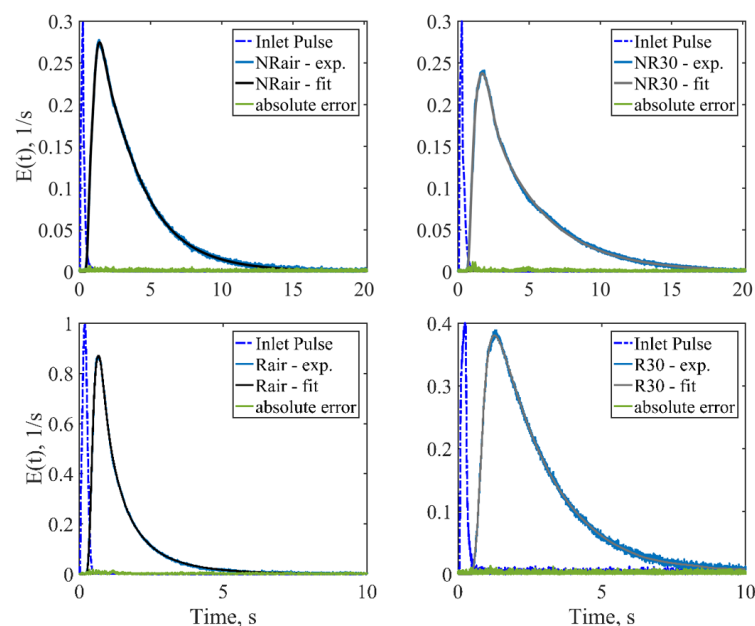 0.3
0.25
0.2
0.15
0.1
0.05
0
E(t), 1/s
0 5 10 15 20
Inlet Pulse
NRair - exp.
NRair - fit
absolute error
0.3
0.25
0.2
0.15
0.1
0.05
0
0 5 10 15 20
Inlet Pulse
NR30 - exp.
NR30 - fit
absolute error
1
0.8
0.6
0.4
0.2
0
E(t), 1/s
0 5 10
Time, s
Inlet Pulse
Rair - exp.
Rair - fit
absolute error
0.4
0.3
0.2
0.1
0 5 10
Time, s
Inlet Pulse
R30 - exp.
R30 - fit
absolute error